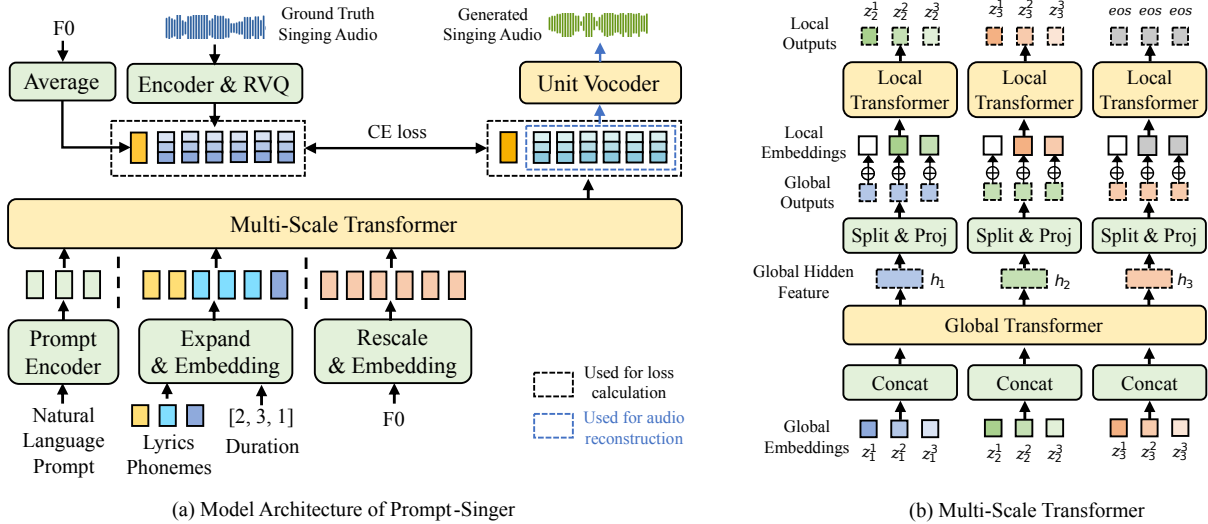 F0
Ground Truth
Singing Audio
Generated
Singing Audio
Average
Encoder & RVQ
Unit Vocoder
CE loss
Multi-Scale Transformer
Prompt
Encoder
Expand
& Embedding
Rescale
& Embedding
Natural
Language
Prompt
Lyrics
Phonemes
[2, 3, 1]
Duration
F0
Used for loss
calculation
Used for audio
reconstruction
(a) Model Architecture of Prompt-Singer
Local
Outputs
z_2^1 z_2^2 z_2^3 z_3^1 z_3^2 z_3^3 eos eos eos
Local
Transformer
Local
Transformer
Local
Transformer
Local
Embeddings
Global
Outputs
Split & Proj Split & Proj Split & Proj
Global Hidden
Feature
h_1 h_2 h_3
Global Transformer
Concat Concat Concat
Global
Embeddings
z_1^1 z_1^2 z_1^3 z_2^1 z_2^2 z_2^3 z_3^1 z_3^2 z_3^3
(b) Multi-Scale Transformer